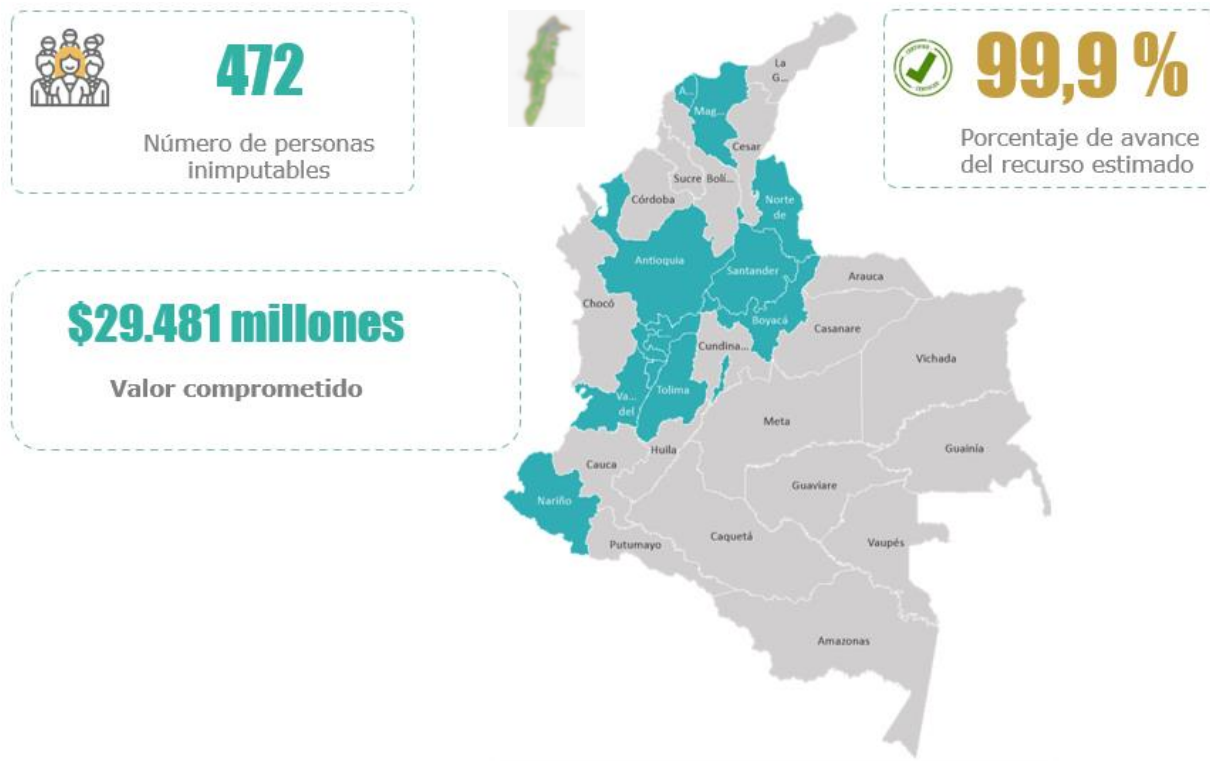 472
Número de personas
inimputables
$29.481 millones
Valor comprometido
99,9 %
Porcentaje de avance
del recurso estimado
La
G...
A...
Mag...
Cesar
Sucre
Bolí...
Córdoba
Norte
de
Antioquia
Santander
Arauca
Chocó
Boyacá
Casanare
Cundina...
Vichada
Va...
del
Tolima
Meta
Huila
Guainía
Cauca
Guaviare
Nariño
Caquetá
Vaupés
Putumayo
Amazonas